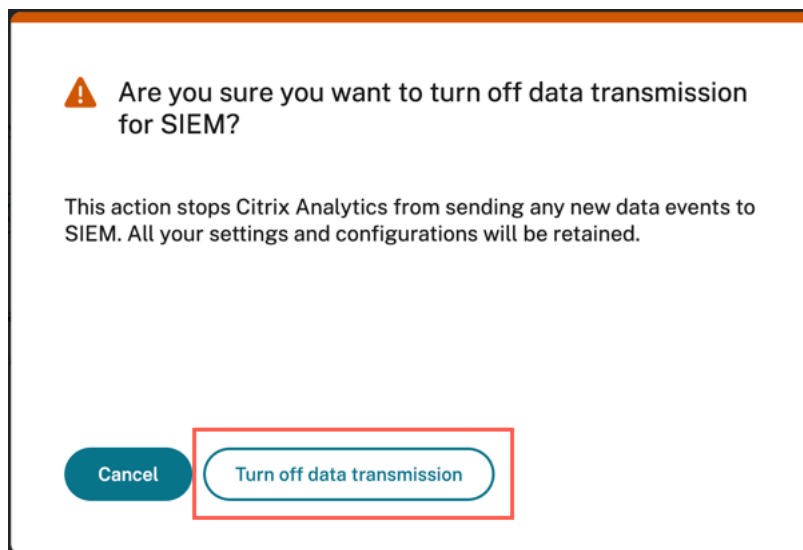 Are you sure you want to turn off data transmission
for SIEM?
This action stops Citrix Analytics from sending any new data events to
SIEM. All your settings and configurations will be retained.
Cancel
Turn off data transmission